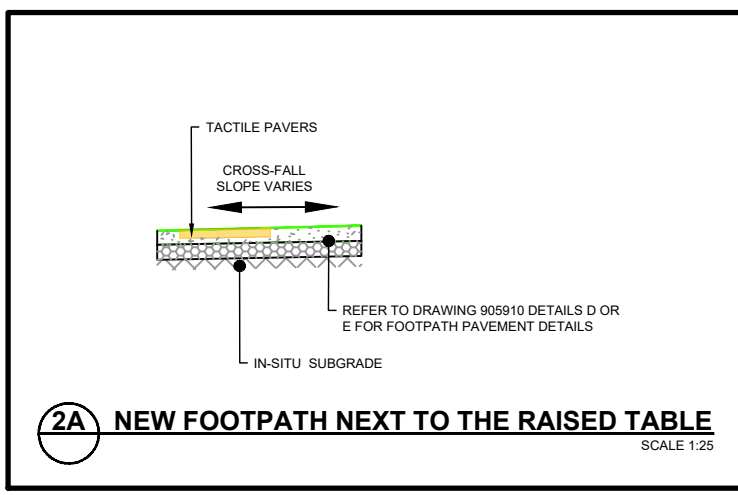 TACTILE PAVERS
CROSS-FALL
SLOPE VARIES
REFER TO DRAWING 905910 DETAILS D OR
E FOR FOOTPATH PAVEMENT DETAILS
IN-SITU SUBGRADE
2A NEW FOOTPATH NEXT TO THE RAISED TABLE
SCALE 1:25